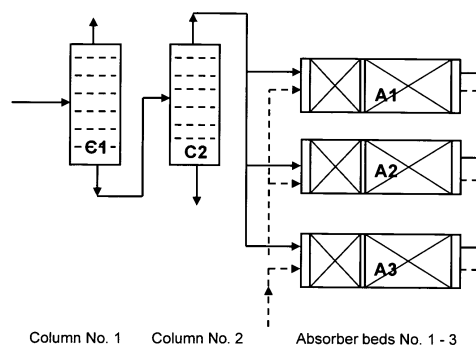 C1
C2
A1
A2
A3
Column No. 1
Column No. 2
Absorber beds No. 1 - 3